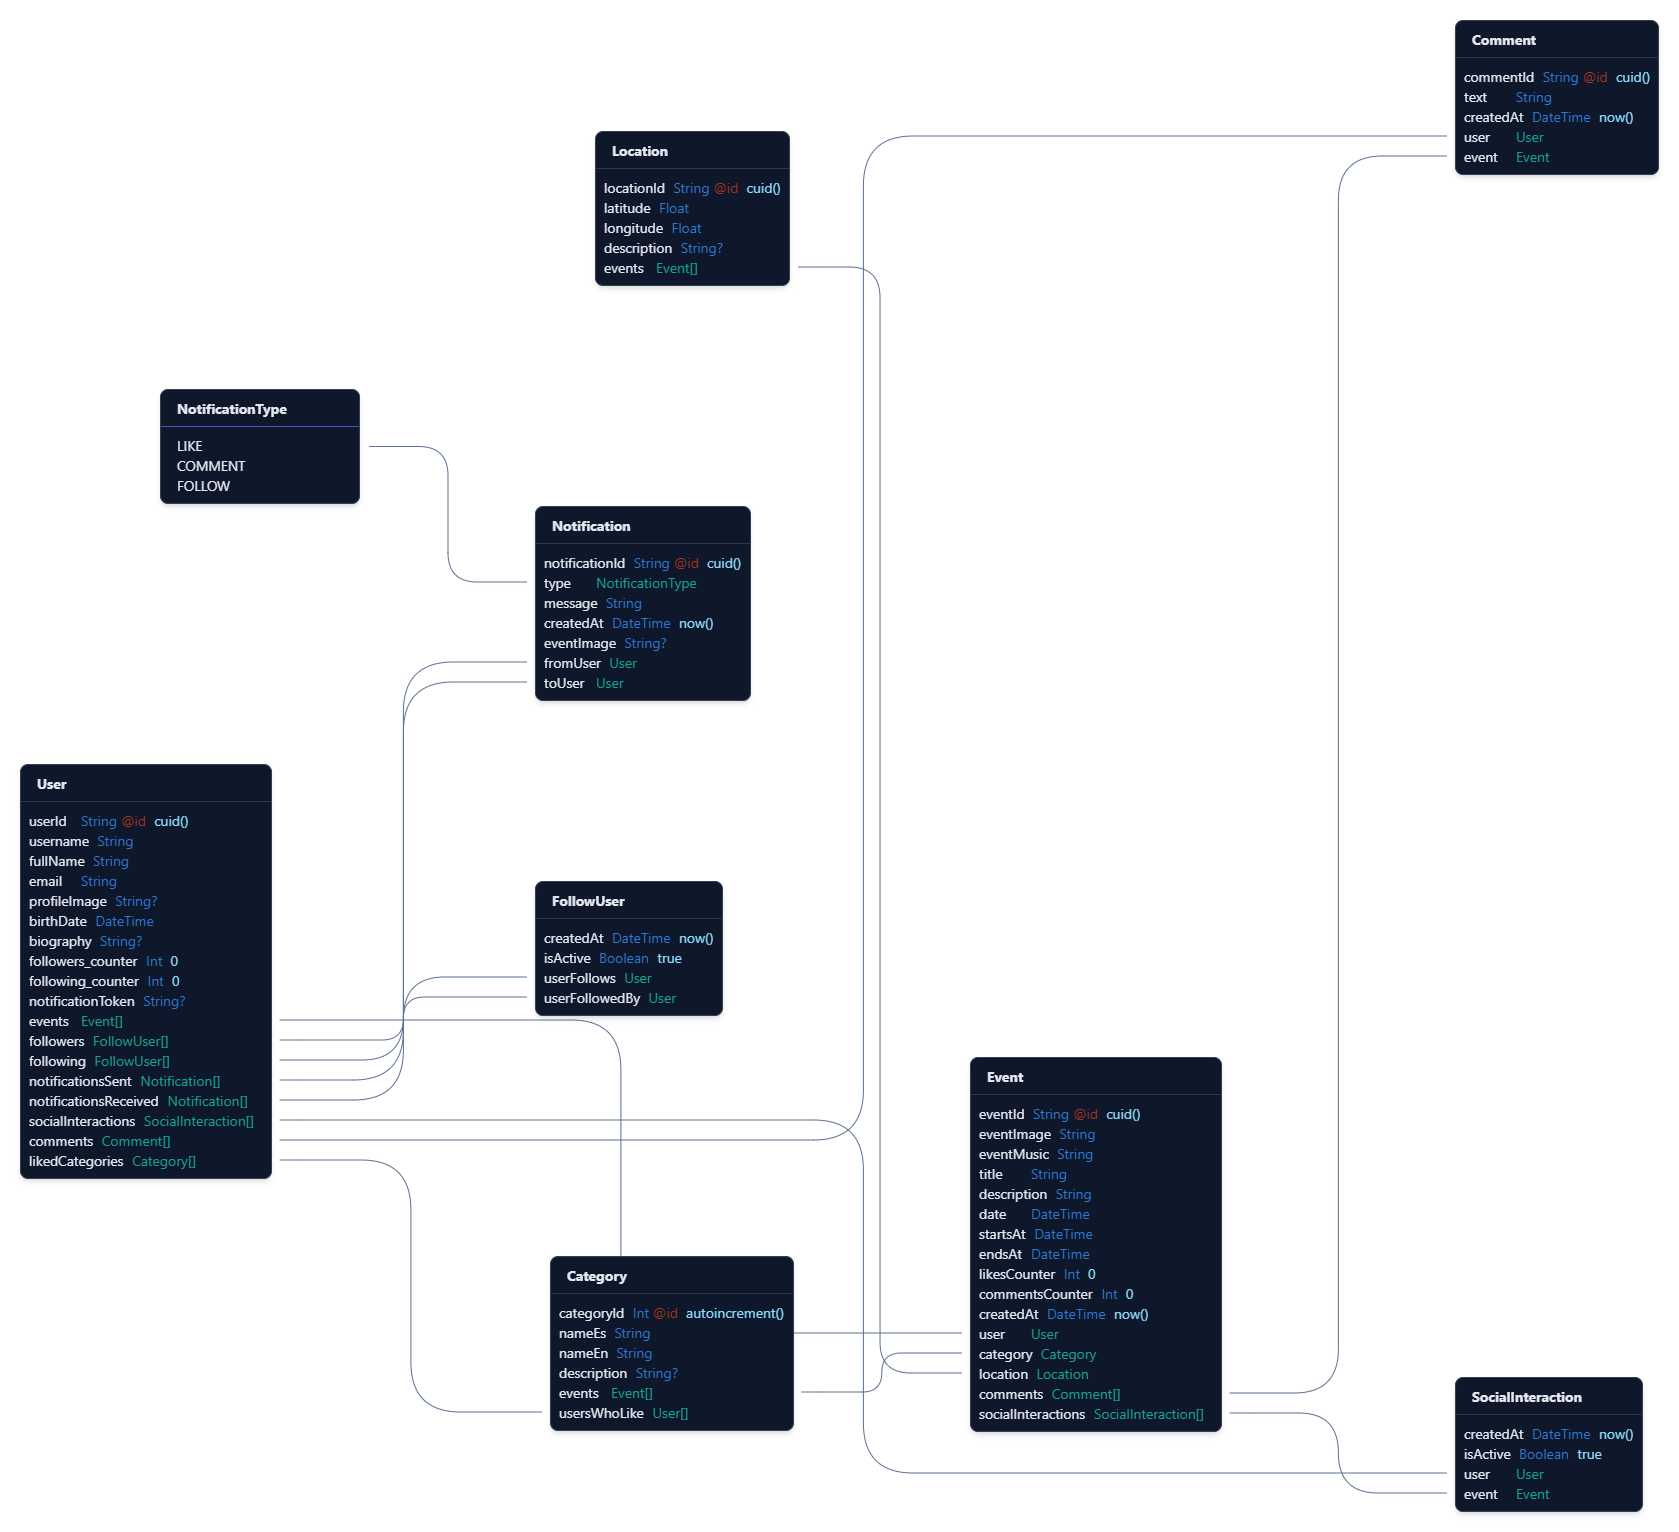 Comment
commentId String @id cuid()
text String
createdAt DateTime now()
user User
event Event
Location
locationId String @id cuid()
latitude Float
longitude Float
description String?
events Event[]
NotificationType
LIKE
COMMENT
FOLLOW
Notification
notificationId String @id cuid()
type NotificationType
message String
createdAt DateTime now()
eventImage String?
fromUser User
toUser User
User
userId String @id cuid()
username String
fullName String
email String
profileImage String?
birthDate DateTime
biography String?
followers_counter Int 0
following_counter Int 0
notificationToken String?
events Event[]
followers FollowUser[]
following FollowUser[]
notificationsSent Notification[]
notificationsReceived Notification[]
socialInteractions SocialInteraction[]
comments Comment[]
likedCategories Category[]
FollowUser
createdAt DateTime now()
isActive Boolean true
userFollows User
userFollowedBy User
Event
eventId String @id cuid()
eventImage String
eventMusic String
title String
description String
date DateTime
startsAt DateTime
endsAt DateTime
likesCounter Int 0
commentsCounter Int 0
createdAt DateTime now()
user User
category Category
location Location
comments Comment[]
socialInteractions SocialInteraction[]
Category
categoryId Int @id autoincrement()
nameEs String
nameEn String
description String?
events Event[]
usersWhoLike User[]
SocialInteraction
createdAt DateTime now()
isActive Boolean true
user User
event Event